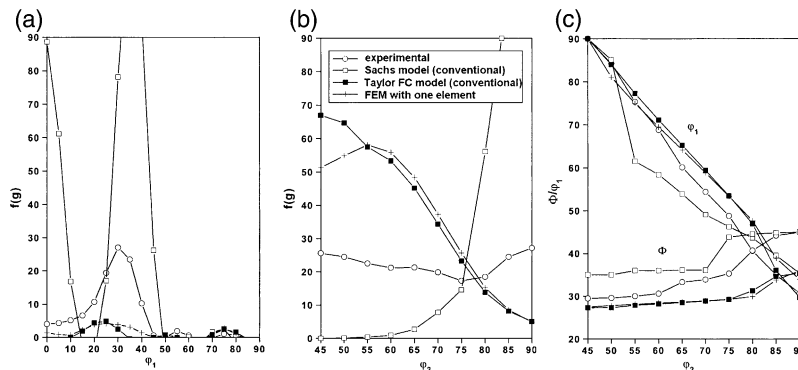 (a)
90
80
70
60
50
40
30
20
10
0
f(g)
0 10 20 30 40 50 60 70 80 90
φ1
(b)
90
80
70
60
50
40
30
20
10
0
f(g)
experimental
Sachs model (conventional)
Taylor FC model (conventional)
FEM with one element
45 50 55 60 65 70 75 80 85 90
φ2
(c)
90
80
70
60
50
40
30
20
Φ/φ1
φ1
Φ
45 50 55 60 65 70 75 80 85 90
φ2